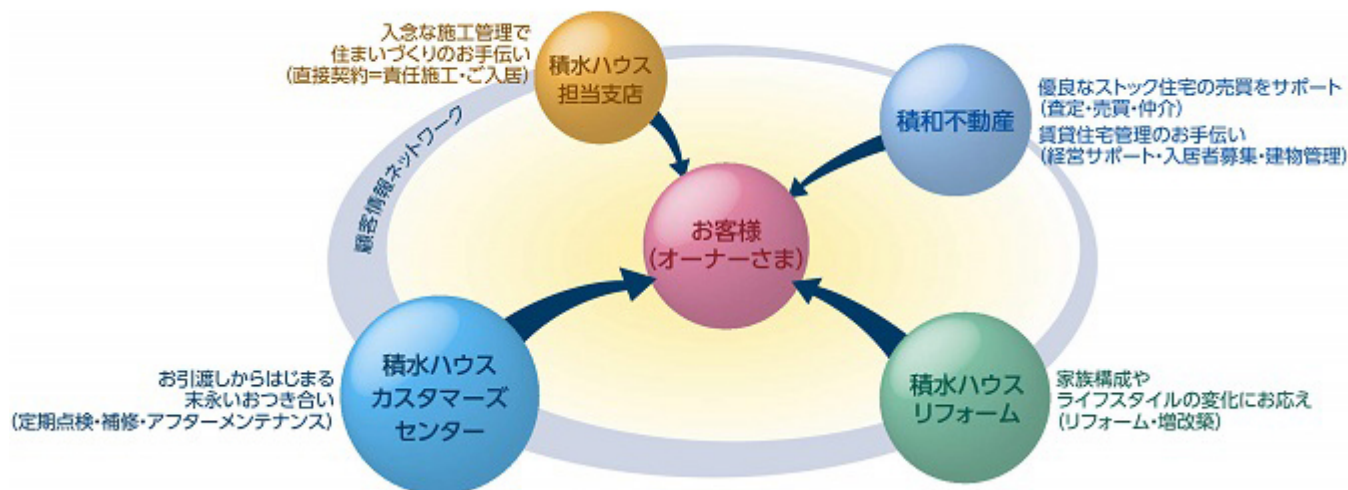 入念な施工管理で
住まいづくりのお手伝い
(直接契約=責任施工・ご入居)
積水ハウス
担当支店
積和不動産
優良なストック住宅の売買をサポート
(査定・売買・仲介)
賃貸住宅管理のお手伝い
(経営サポート・入居者募集・建物管理)
顧客情報ネットワーク
お客様
(オーナーさま)
お引渡しからはじまる
末永いおつき合い
(定期点検・補修・アフターメンテナンス)
積水ハウス
カスタマーズ
センター
積水ハウス
リフォーム
家族構成や
ライフスタイルの変化にお応え
(リフォーム・増改築)